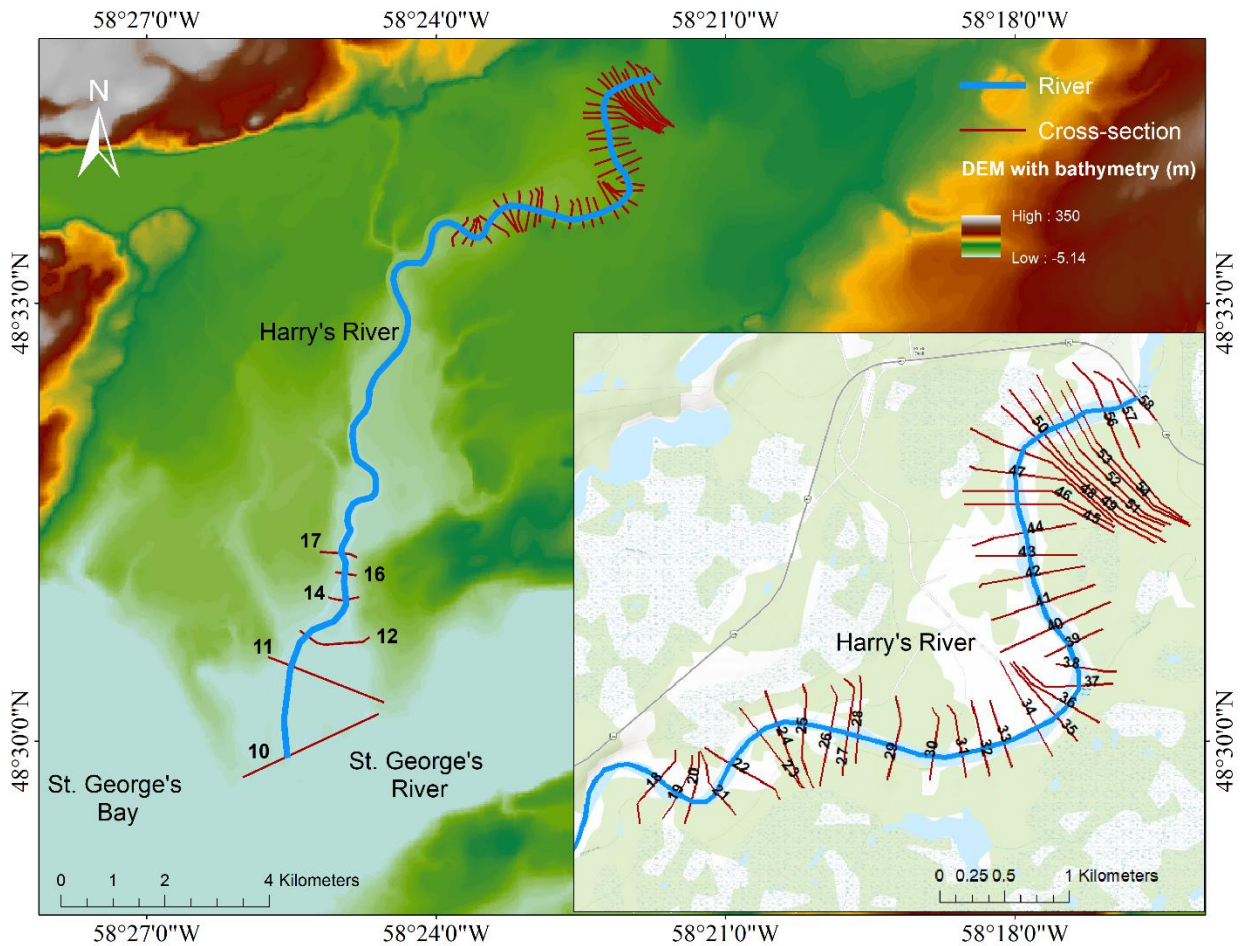 58°27'0"W
58°24'0"W
58°21'0"W
58°18'0"W
N
River
Cross-section
DEM with bathymetry (m)
High : 350
Low : -5.14
48°33'0"N
48°33'0"N
Harry's River
17
16
14
12
11
10
St. George's
Bay
St. George's
River
48°30'0"N
48°30'0"N
0 1 2 4 Kilometers
58
57
56
50
53
52
54
47
46
48
49
51
45
44
43
42
41
40
39
38
37
36
35
34
Harry's River
33
32
31
30
29
28
27
26
25
24
23
22
21
20
19
18
0 0.25 0.5 1 Kilometers
58°27'0"W
58°24'0"W
58°21'0"W
58°18'0"W